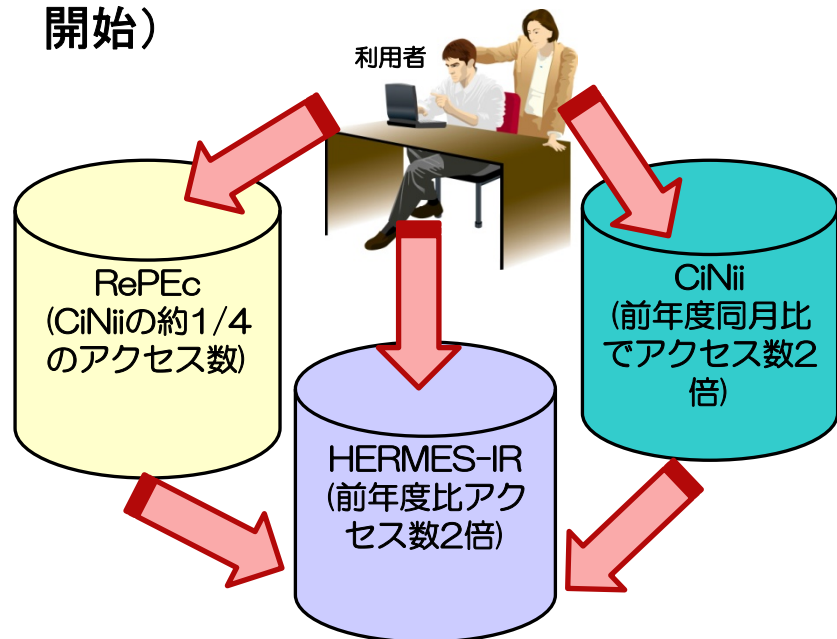 開始）
利用者
RePEc
(CiNiiの約1/4
のアクセス数)
CiNii
(前年度同月比
でアクセス数2
倍)
HERMES-IR
(前年度比アク
セス数2倍)